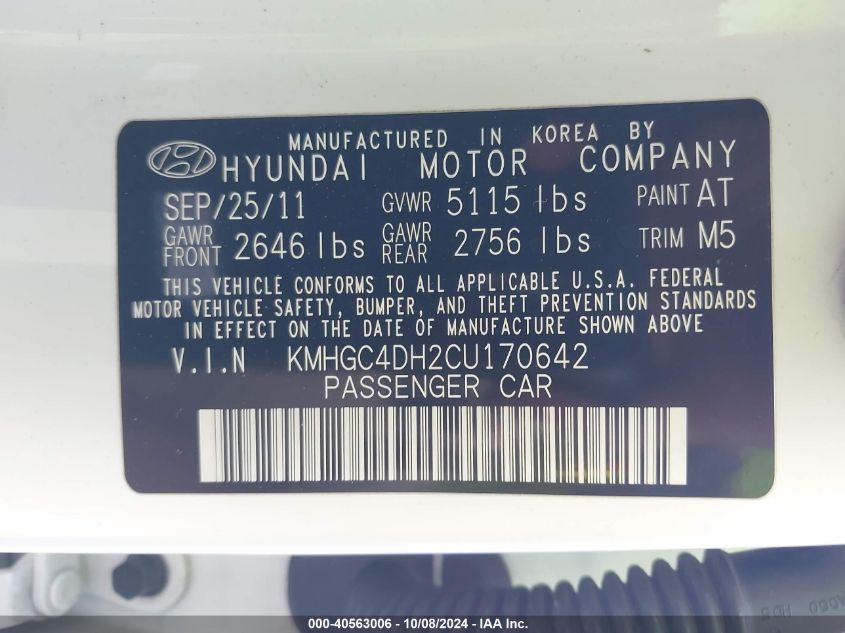 MANUFACTURED IN KOREA BY
HYUNDAI MOTOR COMPANY
SEP/25/11 GVWR 5115 lbs PAINT AT
GAWR FRONT 2646 lbs GAWR REAR 2756 lbs TRIM M5
THIS VEHICLE CONFORMS TO ALL APPLICABLE U.S.A. FEDERAL
MOTOR VEHICLE SAFETY, BUMPER, AND THEFT PREVENTION STANDARDS
IN EFFECT ON THE DATE OF MANUFACTURE SHOWN ABOVE
V.I.N KMHGC4DH2CU170642
PASSENGER CAR
000-40563006 - 10/08/2024 - IAA, Inc.